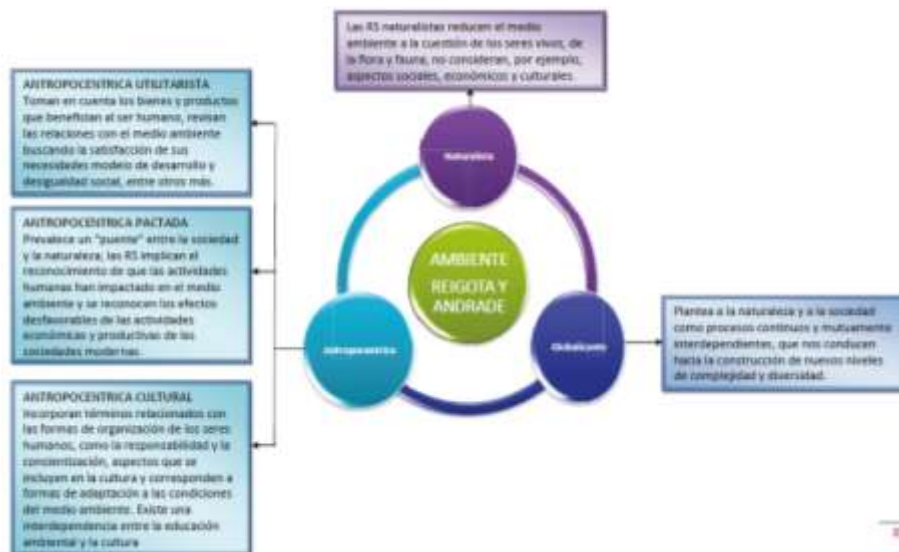 Las RS naturalistas reducen el medio
ambiente a la cuestión de los seres vivos, de
la flora y fauna, no consideran, por ejemplo,
aspectos sociales, económicos y culturales.
ANTROPOCENTRICA UTILITARISTA
Toman en cuenta los bienes y productos
que benefician al ser humano, revisan
las relaciones con el medio ambiente
buscando la satisfacción de sus
necesidades modelo de desarrollo y
desigualdad social, entre otros más.
ANTROPOCENTRICA PACTADA
Prevalece un "puente" entre la sociedad
y la naturaleza; las RS implican el
reconocimiento de que las actividades
humanas han impactado en el medio
ambiente y se reconocen los efectos
desfavorables de las actividades
económicas y productivas de las
sociedades modernas.
ANTROPOCENTRICA CULTURAL
Incorporan términos relacionados con
las formas de organización de los seres
humanos, como la responsabilidad y la
concientización, aspectos que se
incluyen en la cultura y corresponden a
formas de adaptación a las condiciones
del medio ambiente. Existe una
interdependencia entre la educación
ambiental y la cultura
Naturalista
AMBIENTE
REIGOTA Y
ANDRADE
Antropocéntrica
Globalizante
Plantea a la naturaleza y a la sociedad
como procesos continuos y mutuamente
interdependientes, que nos conducen
hacia la construcción de nuevos niveles
de complejidad y diversidad.